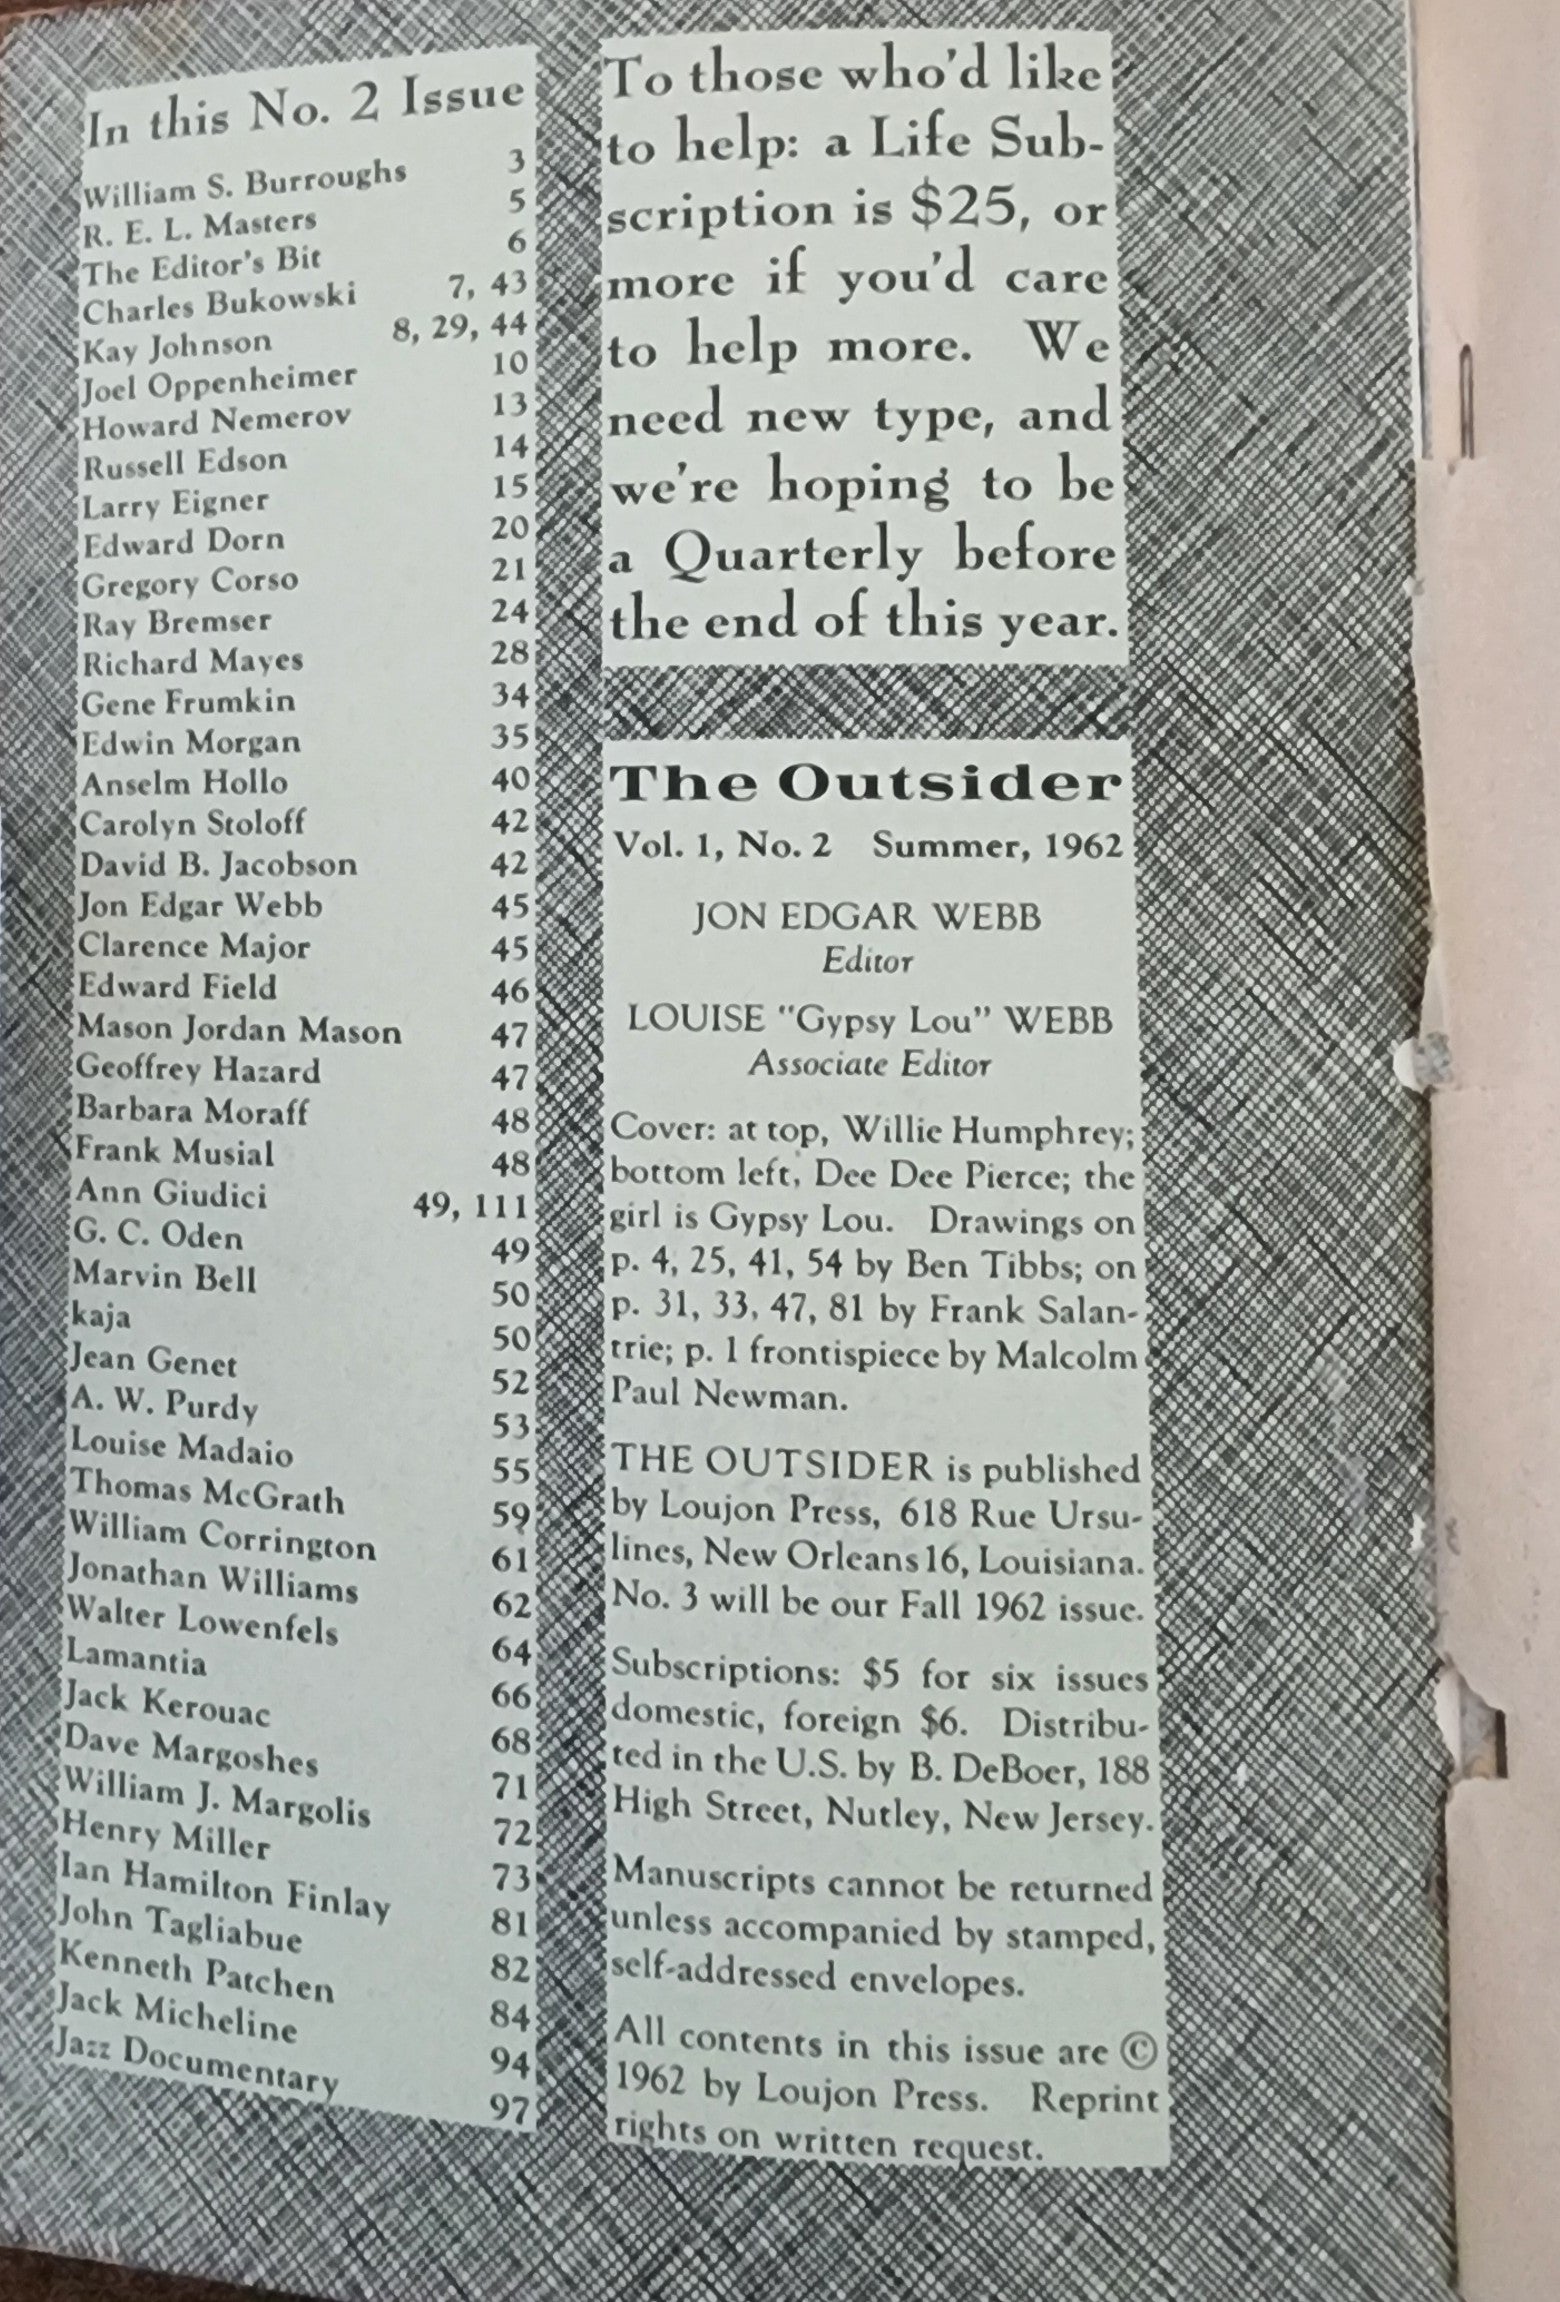 In this No. 2 Issue
William S. Burroughs 3
R. E. L. Masters 5
The Editor's Bit 6
Charles Bukowski 7, 43
Kay Johnson 8, 29, 44
Joel Oppenheimer 10
Howard Nemerov 13
Russell Edson 14
Larry Eigner 15
Edward Dorn 20
Gregory Corso 21
Ray Bremser 24
Richard Mayes 28
Gene Frumkin 34
Edwin Morgan 35
Anselm Hollo 40
Carolyn Stoloff 42
David B. Jacobson 42
Jon Edgar Webb 45
Clarence Major 45
Edward Field 46
Mason Jordan Mason 47
Geoffrey Hazard 47
Barbara Moraff 48
Frank Musial 48
Ann Giudici 49, 111
G. C. Oden 49
Marvin Bell 50
kaja 50
Jean Genet 52
A. W. Purdy 53
Louise Madaio 55
Thomas McGrath 59
William Corrington 61
Jonathan Williams 62
Walter Lowenfels 64
Lamantia 66
Jack Kerouac 68
Dave Margoshes 71
William J. Margolis 72
Henry Miller 73
Ian Hamilton Finlay 81
John Tagliabue 82
Kenneth Patchen 84
Jack Micheline 94
Jazz Documentary 97
To those who'd like
to help: a Life Sub-
scription is $25, or
more if you'd care
to help more. We
need new type, and
we're hoping to be
a Quarterly before
the end of this year.
The Outsider
Vol. 1, No. 2 Summer, 1962
JON EDGAR WEBB
Editor
LOUISE "Gypsy Lou" WEBB
Associate Editor
Cover: at top, Willie Humphrey;
bottom left, Dee Dee Pierce; the
girl is Gypsy Lou. Drawings on
p. 4, 25, 41, 54 by Ben Tibbs; on
p. 31, 33, 47, 81 by Frank Salan-
trie; p. 1 frontispiece by Malcolm
Paul Newman.
THE OUTSIDER is published
by Loujon Press, 618 Rue Ursu-
lines, New Orleans 16, Louisiana.
No. 3 will be our Fall 1962 issue.
Subscriptions: $5 for six issues
domestic, foreign $6. Distribu-
ted in the U.S. by B. DeBoer, 188
High Street, Nutley, New Jersey.
Manuscripts cannot be returned
unless accompanied by stamped,
self-addressed envelopes.
All contents in this issue are ©
1962 by Loujon Press. Reprint
rights on written request.